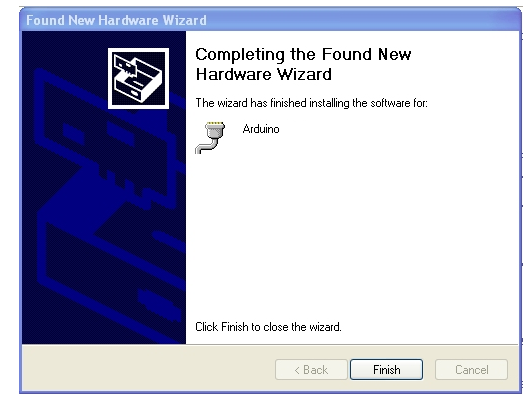 Found New Hardware Wizard
Completing the Found New
Hardware Wizard
The wizard has finished installing the software for:
Arduino
Click Finish to close the wizard.
< Back
Finish
Cancel